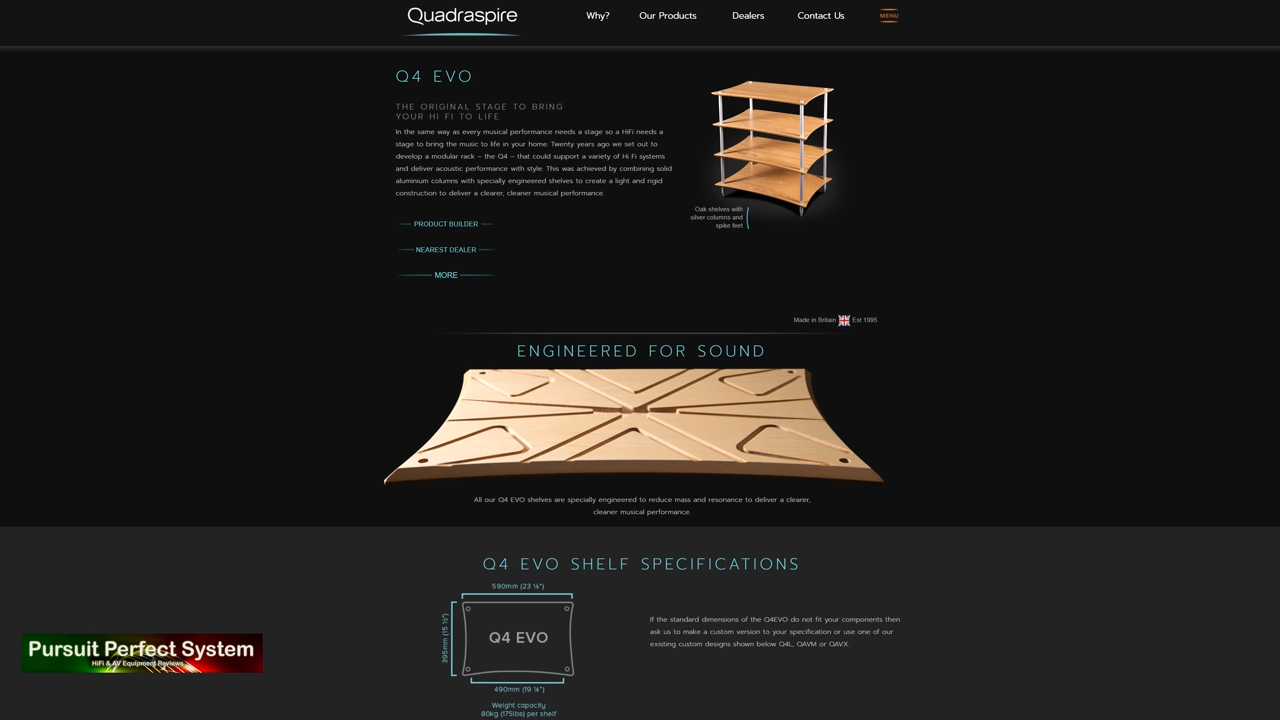 Quadraspire
Why?
Our Products
Dealers
Contact Us
MENU
Q4 EVO
THE ORIGINAL STAGE TO BRING
YOUR HI FI TO LIFE
In the same way as every musical performance needs a stage so a HiFi needs a
stage to bring the music to life in your home. Twenty years ago we set out to
develop a modular rack – the Q4 – that could support a variety of Hi Fi systems
and deliver acoustic performance with style. This was achieved by combining solid
aluminium columns with specially engineered shelves to create a light and rigid
construction to deliver a clearer, cleaner musical performance.
Oak shelves with
silver columns and
spike feet
PRODUCT BUILDER
NEAREST DEALER
MORE
Made in Britain Est 1995
ENGINEERED FOR SOUND
All our Q4 EVO shelves are specially engineered to reduce mass and resonance to deliver a clearer,
cleaner musical performance.
Q4 EVO SHELF SPECIFICATIONS
590mm (23 ¼")
395mm (15 ½")
Q4 EVO
490mm (19 ¼")
Weight capacity
80kg (175lbs) per shelf
If the standard dimensions of the Q4EVO do not fit your components then
ask us to make a custom version to your specification or use one of our
existing custom designs shown below Q4L, QAVM or QAVX.
Pursuit Perfect System
HiFi & AV Equipment Reviews